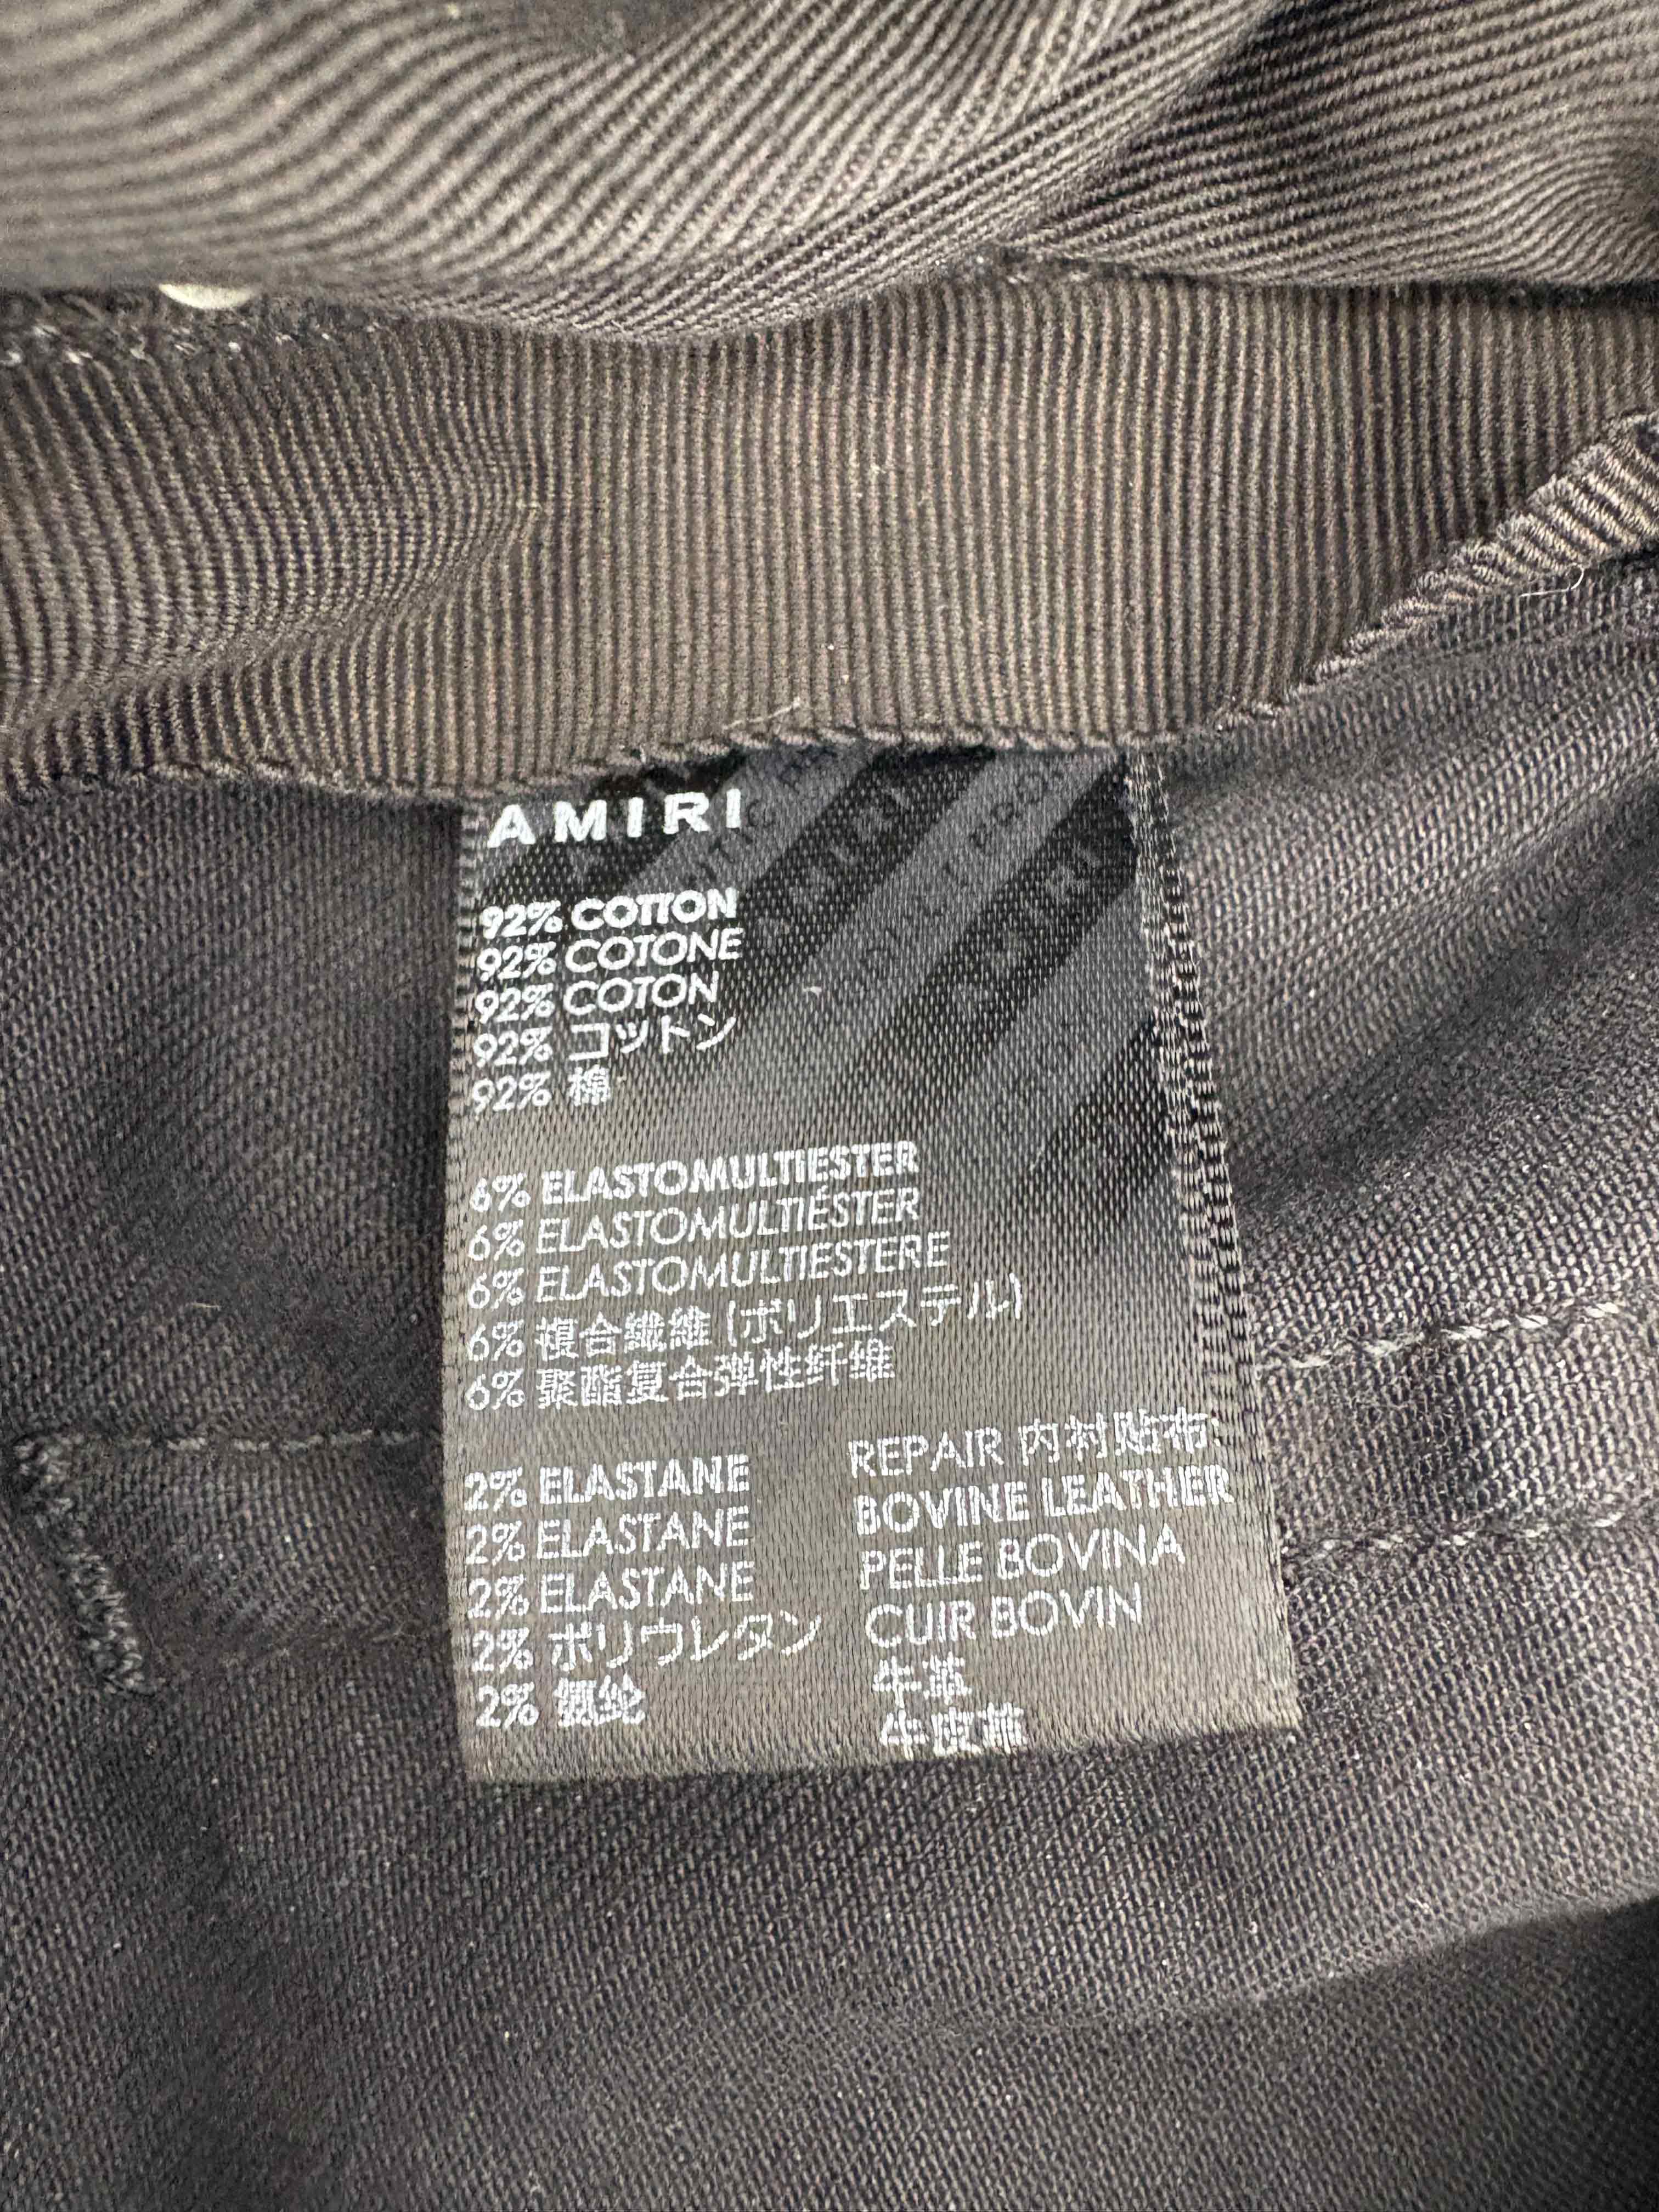 AMIRI
92% COTTON
92% COTONE
92% COTON
92% コットン
92% 棉
6% ELASTOMULTIESTER
6% ELASTOMULTIÉSTER
6% ELASTOMULTIESTERE
6% 複合繊維 (ポリエステル)
6% 聚酯复合弹性纤维
2% ELASTANE
2% ELASTANE
2% ELASTANE
2% ポリウレタン
2% 氨纶
REPAIR 内衬贴布:
BOVINE LEATHER
PELLE BOVINA
CUIR BOVIN
牛革
牛皮革
AMIRI
AMIRI